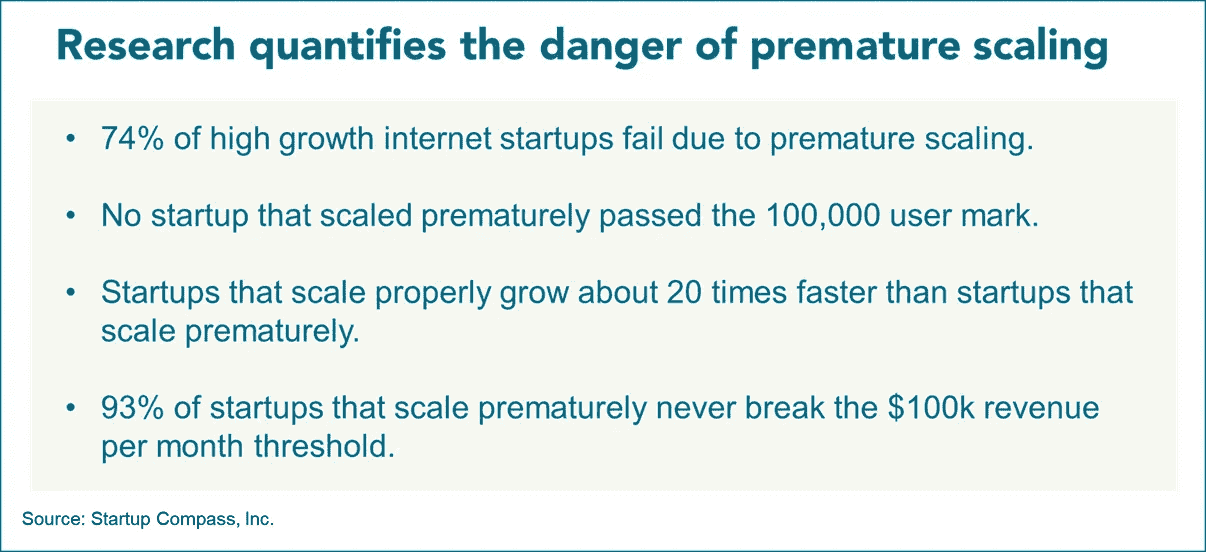 Research quantifies the danger of premature scaling
• 74% of high growth internet startups fail due to premature scaling.
• No startup that scaled prematurely passed the 100,000 user mark.
• Startups that scale properly grow about 20 times faster than startups that
scale prematurely.
• 93% of startups that scale prematurely never break the $100k revenue
per month threshold.
Source: Startup Compass, Inc.